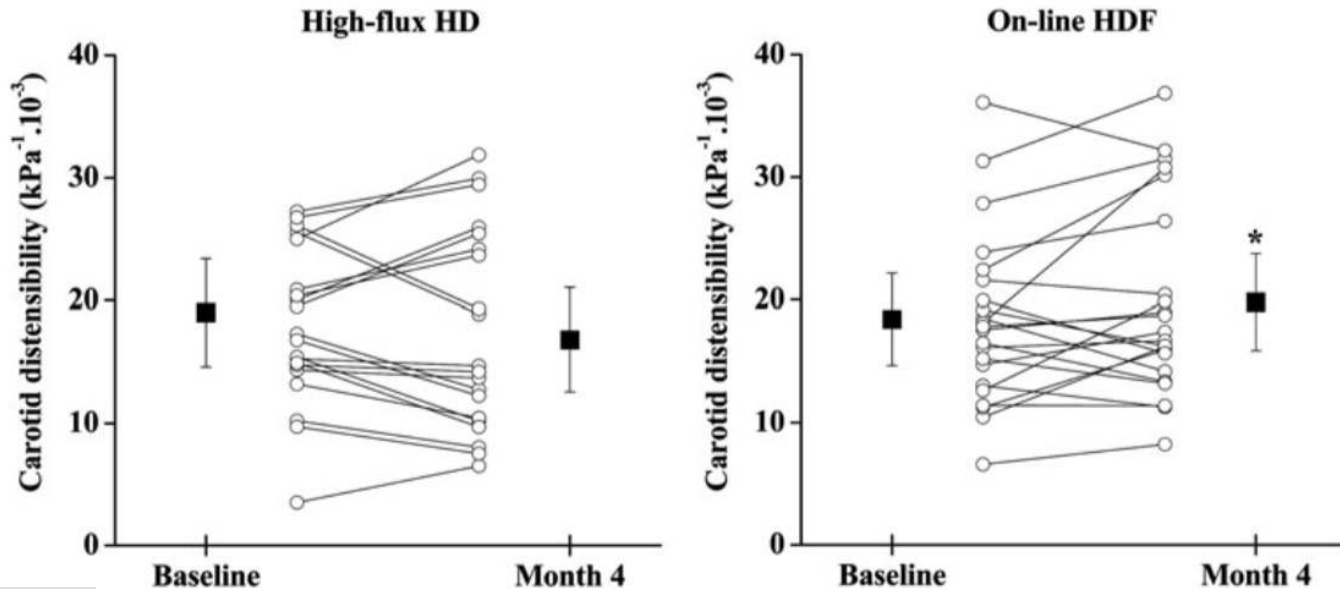 High-flux HD
40
30
20
10
0
Carotid distensibility (kPa⁻¹.10⁻³)
Baseline
Month 4
On-line HDF
40
30
20
10
0
Carotid distensibility (kPa⁻¹.10⁻³)
*
Baseline
Month 4